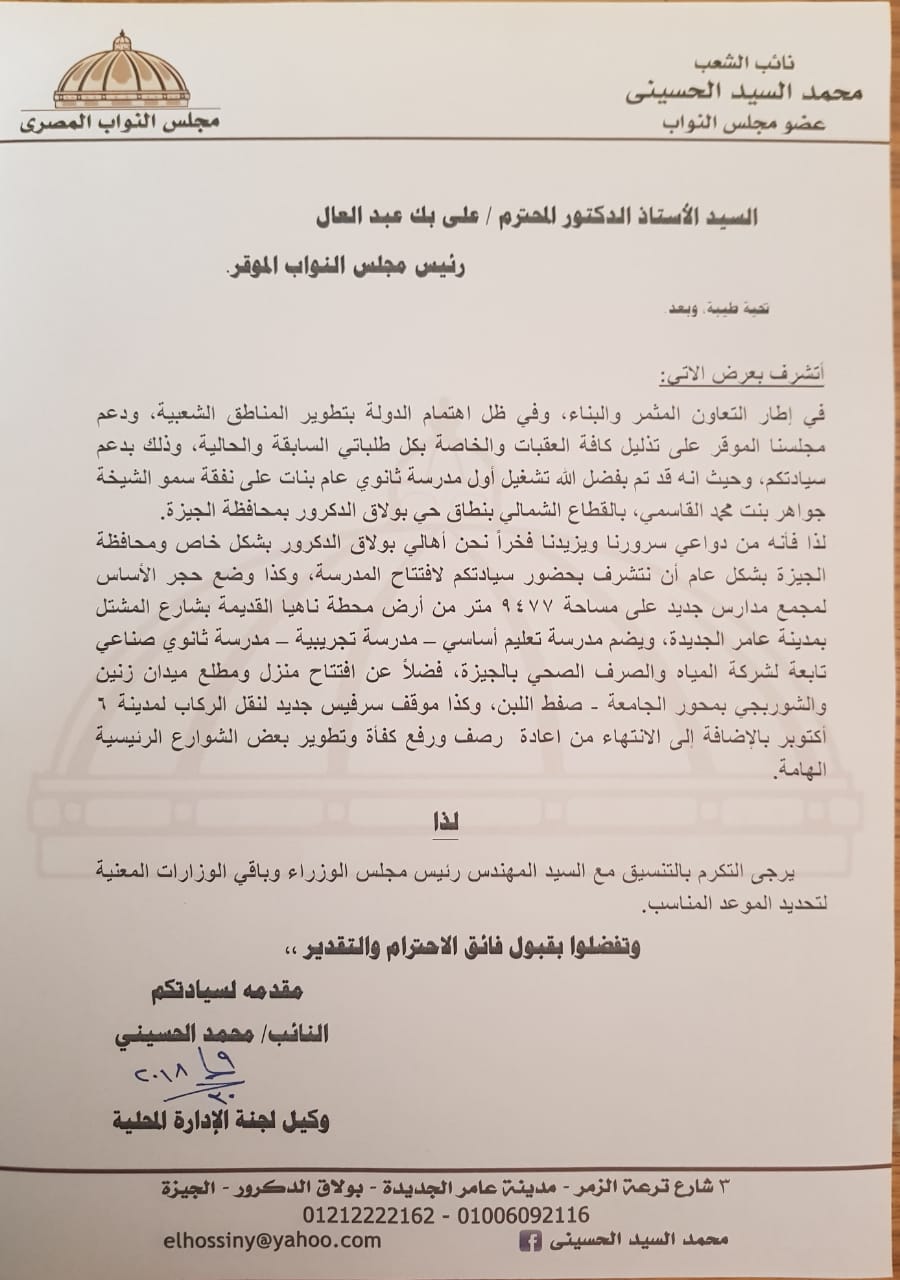 نائب الشعب
محمد السيد الحسينى
عضو مجلس النواب
مجلس النواب المصرى
السيد الأستاذ الدكتور المحترم / على بك عبد العال
رئيس مجلس النواب الموقر.
تحية طيبة، وبعد.
أتشرف بعرض الاتي:
في إطار التعاون المثمر والبناء، وفي ظل اهتمام الدولة بتطوير المناطق الشعبية، ودعم
مجلسنا الموقر على تذليل كافة العقبات والخاصة بكل طلباتي السابقة والحالية، وذلك بدعم
سيادتكم، وحيث انه قد تم بفضل الله تشغيل أول مدرسة ثانوي عام بنات على نفقة سمو الشيخة
جواهر بنت محمد القاسمي، بالقطاع الشمالي بنطاق حي بولاق الدكرور بمحافظة الجيزة.
لذا فأنه من دواعي سرورنا ويزيدنا فخراً نحن أهالي بولاق الدكرور بشكل خاص ومحافظة
الجيزة بشكل عام أن نتشرف بحضور سيادتكم لافتتاح المدرسة، وكذا وضع حجر الأساس
لمجمع مدارس جديد على مساحة ٩٤٧٧ متر من أرض محطة ناهيا القديمة بشارع المشتل
بمدينة عامر الجديدة، ويضم مدرسة تعليم أساسي – مدرسة تجريبية – مدرسة ثانوي صناعي
تابعة لشركة المياه والصرف الصحي بالجيزة، فضلاً عن افتتاح منزل ومطلع ميدان زنين
والشوربجي بمحور الجامعة - صفط اللبن، وكذا موقف سرفيس جديد لنقل الركاب لمدينة ٦
أكتوبر بالإضافة إلى الانتهاء من اعادة رصف ورفع كفأة وتطوير بعض الشوارع الرئيسية
الهامة.
لذا
يرجى التكرم بالتنسيق مع السيد المهندس رئيس مجلس الوزراء وباقي الوزارات المعنية
لتحديد الموعد المناسب.
وتفضلوا بقبول فائق الاحترام والتقدير ،،
مقدمه لسيادتكم
النائب/ محمد الحسيني
٢٠١٨
وكيل لجنة الإدارة المحلية
٣ شارع ترعة الزمر - مدينة عامر الجديدة - بولاق الدكرور - الجيزة
01212222162 - 01006092116
محمد السيد الحسينى
elhossiny@yahoo.com